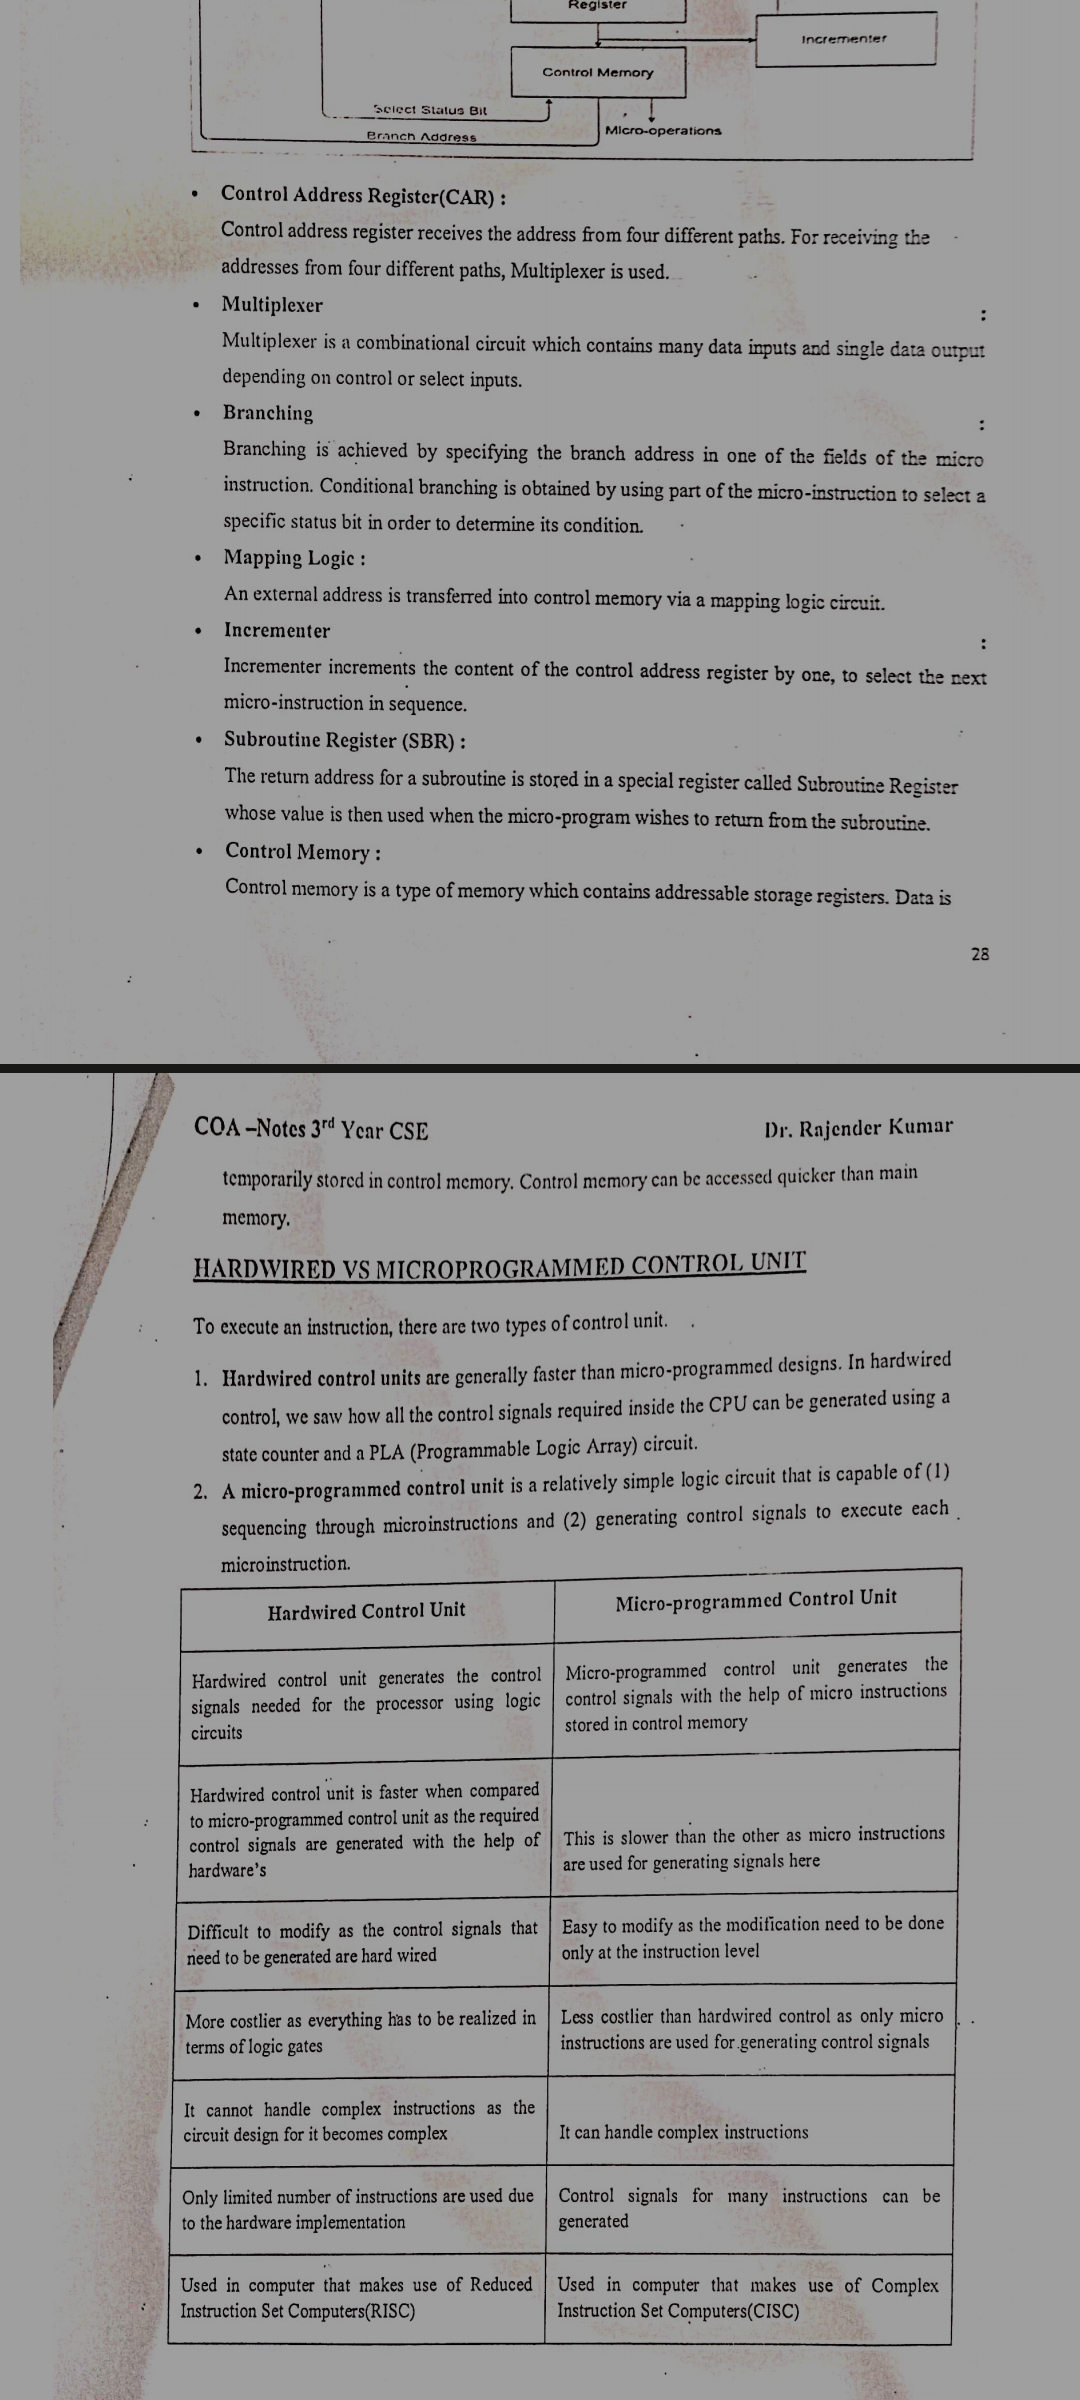 Register
Incrementer
Control Memory
Select Status Bit
Branch Address
Micro-operations
• Control Address Register(CAR) :
Control address register receives the address from four different paths. For receiving the
addresses from four different paths, Multiplexer is used.
• Multiplexer :
Multiplexer is a combinational circuit which contains many data inputs and single data output
depending on control or select inputs.
• Branching :
Branching is achieved by specifying the branch address in one of the fields of the micro
instruction. Conditional branching is obtained by using part of the micro-instruction to select a
specific status bit in order to determine its condition.
• Mapping Logic :
An external address is transferred into control memory via a mapping logic circuit.
• Incrementer :
Incrementer increments the content of the control address register by one, to select the next
micro-instruction in sequence.
• Subroutine Register (SBR) :
The return address for a subroutine is stored in a special register called Subroutine Register
whose value is then used when the micro-program wishes to return from the subroutine.
• Control Memory :
Control memory is a type of memory which contains addressable storage registers. Data is
28
COA –Notes 3rd Year CSE Dr. Rajender Kumar
temporarily stored in control memory. Control memory can be accessed quicker than main
memory.
HARDWIRED VS MICROPROGRAMMED CONTROL UNIT
To execute an instruction, there are two types of control unit.
1. Hardwired control units are generally faster than micro-programmed designs. In hardwired
control, we saw how all the control signals required inside the CPU can be generated using a
state counter and a PLA (Programmable Logic Array) circuit.
2. A micro-programmed control unit is a relatively simple logic circuit that is capable of (1)
sequencing through microinstructions and (2) generating control signals to execute each
microinstruction.
Hardwired Control Unit
Micro-programmed Control Unit
Hardwired control unit generates the control
signals needed for the processor using logic
circuits
Micro-programmed control unit generates the
control signals with the help of micro instructions
stored in control memory
Hardwired control unit is faster when compared
to micro-programmed control unit as the required
control signals are generated with the help of
hardware's
This is slower than the other as micro instructions
are used for generating signals here
Difficult to modify as the control signals that
need to be generated are hard wired
Easy to modify as the modification need to be done
only at the instruction level
More costlier as everything has to be realized in
terms of logic gates
Less costlier than hardwired control as only micro
instructions are used for generating control signals
It cannot handle complex instructions as the
circuit design for it becomes complex
It can handle complex instructions
Only limited number of instructions are used due
to the hardware implementation
Control signals for many instructions can be
generated
Used in computer that makes use of Reduced
Instruction Set Computers(RISC)
Used in computer that makes use of Complex
Instruction Set Computers(CISC)